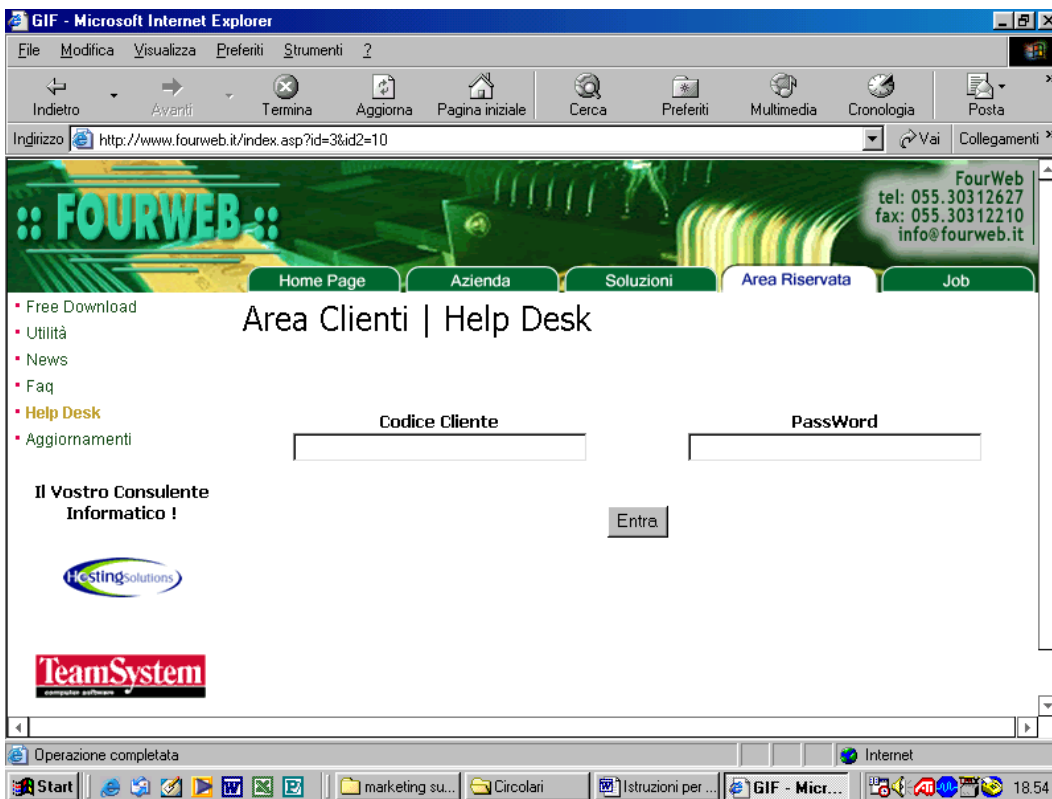 GIF - Microsoft Internet Explorer
File Modifica Visualizza Preferiti Strumenti ?
Indietro Avanti Termina Aggiorna Pagina iniziale Cerca Preferiti Multimedia Cronologia Posta
Indirizzo http://www.fourweb.it/index.asp?id=3&id2=10 Vai Collegamenti
:: FOURWEB ::
FourWeb
tel: 055.30312627
fax: 055.30312210
info@fourweb.it
Home Page Azienda Soluzioni Area Riservata Job
Free Download
Utilità
News
Faq
Help Desk
Aggiornamenti
Area Clienti | Help Desk
Codice Cliente PassWord
Entra
Il Vostro Consulente
Informatico !
HostingSolutions
TeamSystem
computer software
Operazione completata Internet
Start marketing su... Circolari Istruzioni per ... GIF - Micr... 18.54